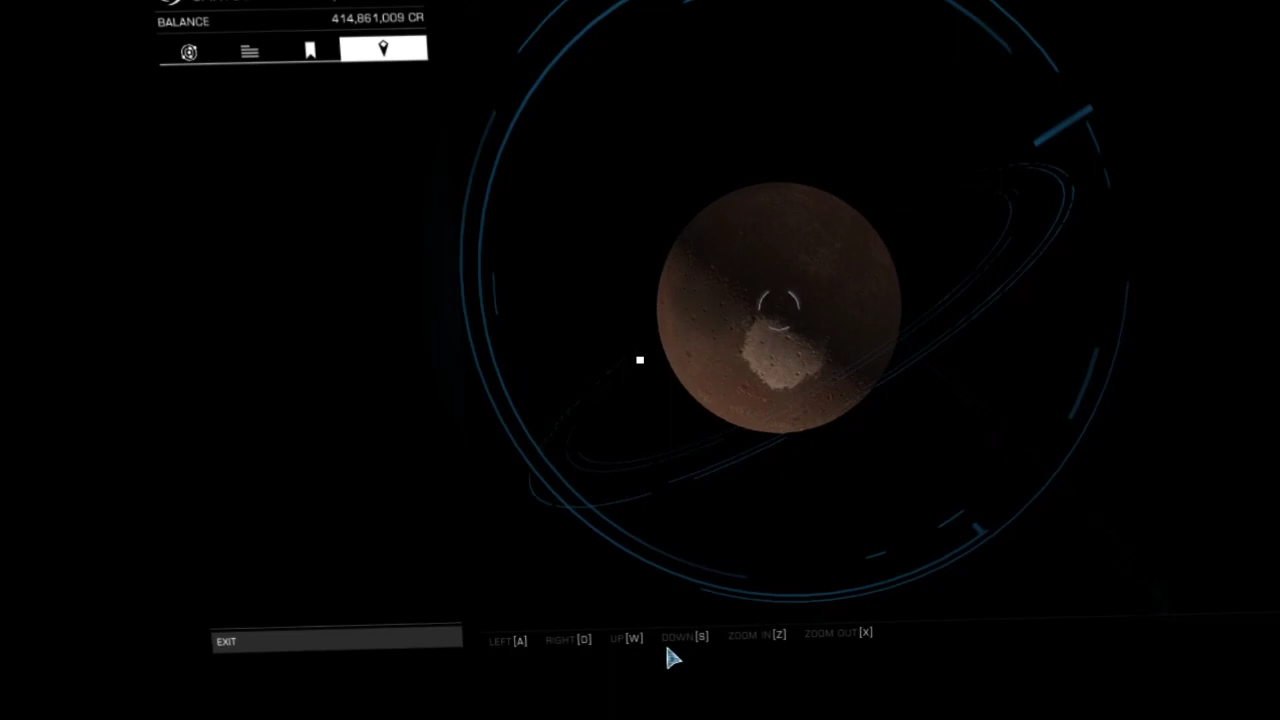 BALANCE 414,861,009 CR
EXIT
LEFT[A] RIGHT[D] UP[W] DOWN[S] ZOOM IN[Z] ZOOM OUT[X]